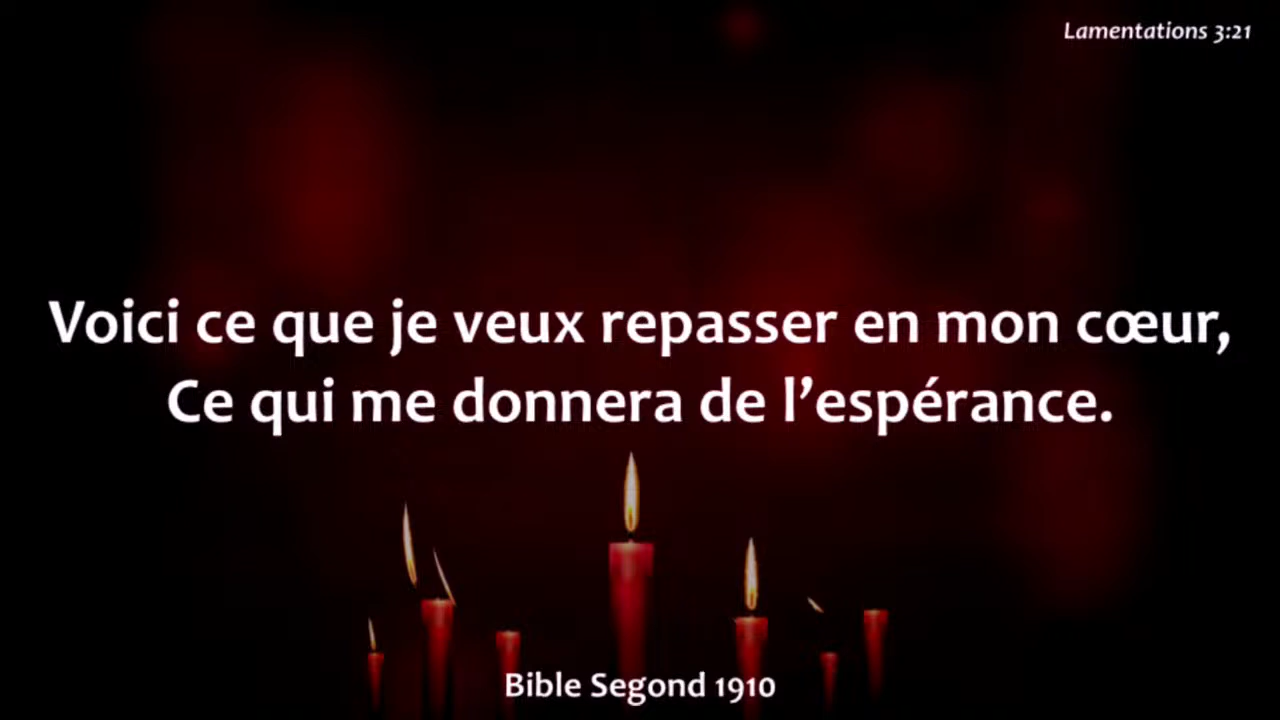 Lamentations 3:21
Voici ce que je veux repasser en mon cœur,
Ce qui me donnera de l’espérance.
Bible Segond 1910